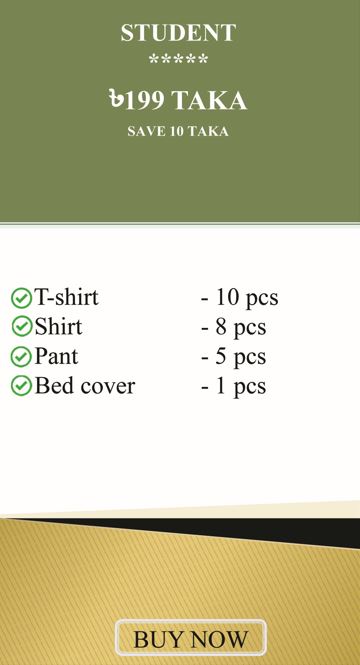 STUDENT
*****
৳199 TAKA
SAVE 10 TAKA
T-shirt - 10 pcs
Shirt - 8 pcs
Pant - 5 pcs
Bed cover - 1 pcs
BUY NOW